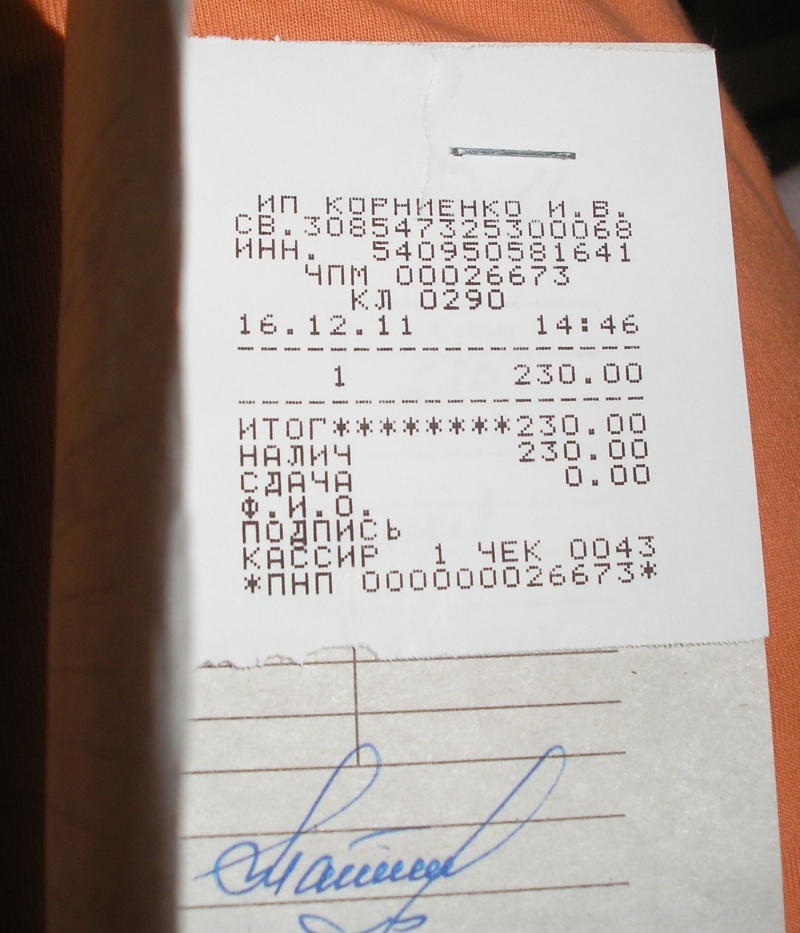 ИП КОРНИЕНКО И.В.
СВ.308547325300068
ИНН. 540950581641
ЧПМ 00026673
КЛ 0290
16.12.11 14:46
1 230.00
ИТОГ********230.00
НАЛИЧ 230.00
СДАЧА 0.00
Ф.И.О.
ПОДПИСЬ
КАССИР 1 ЧЕК 0043
*ПНП 000000026673*